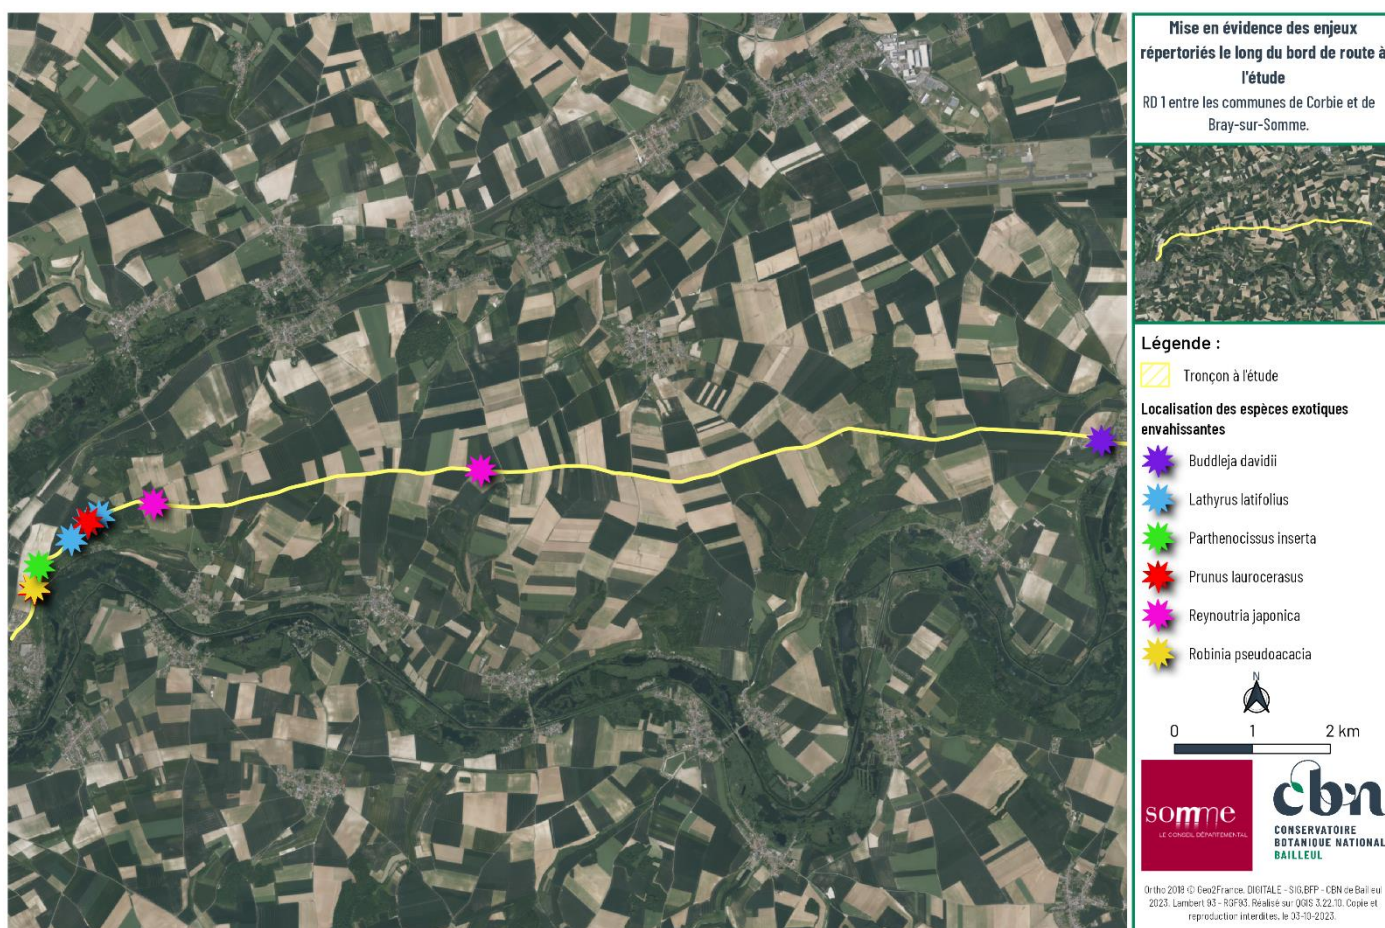 Mise en évidence des enjeux
répertoriés le long du bord de route à
l'étude
RD 1 entre les communes de Corbie et de
Bray-sur-Somme.
Légende :
Tronçon à l'étude
Localisation des espèces exotiques
envahissantes
Buddleja davidii
Lathyrus latifolius
Parthenocissus inserta
Prunus laurocerasus
Reynoutria japonica
Robinia pseudoacacia
N
0 1 2 km
somme
LE CONSEIL DÉPARTEMENTAL
cbn
CONSERVATOIRE
BOTANIQUE NATIONAL
BAILLEUL
Ortho 2018 © Geo2France. DIGITALE - SIG.BFP - CBN de Bailleul
2023. Lambert 93 - RGF93. Réalisé sur QGIS 3.22.10. Copie et
reproduction interdites. le 03-10-2023.